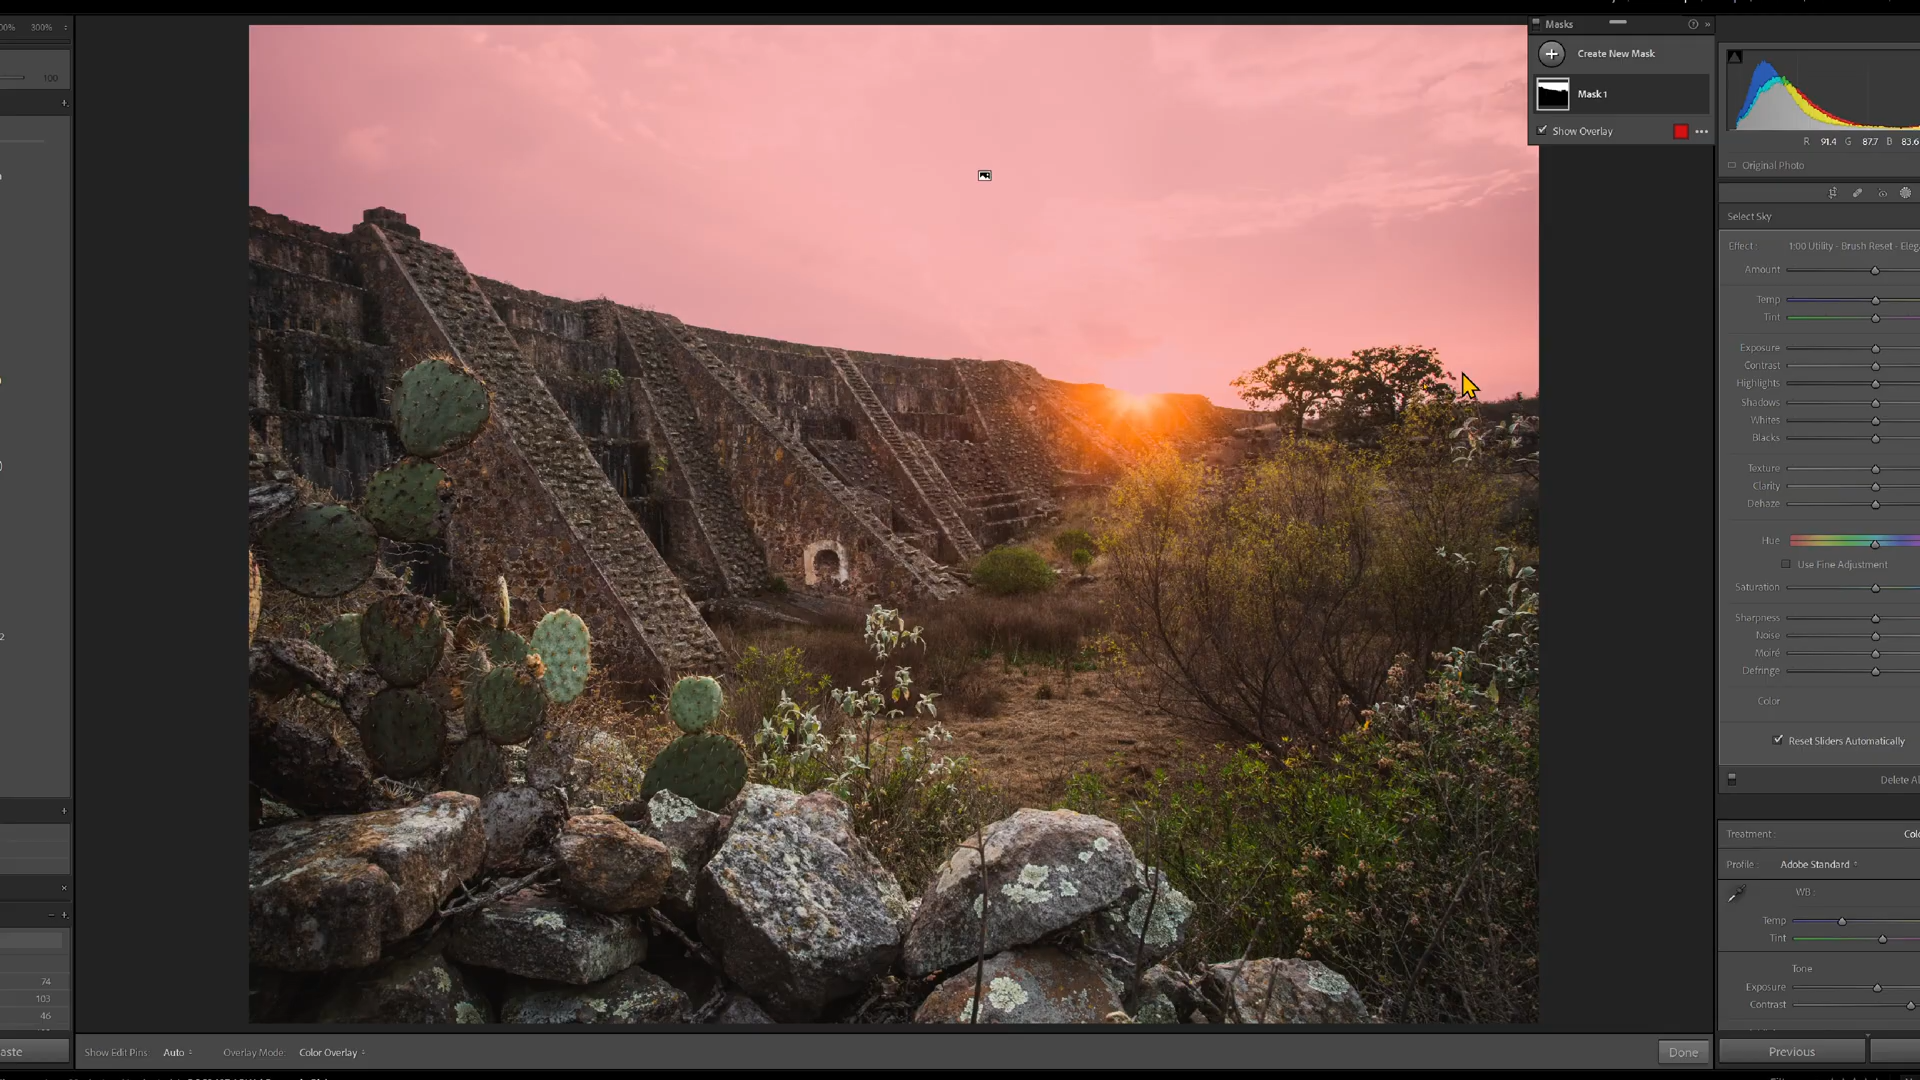 300%
100
Masks
Create New Mask
Mask 1
Show Overlay
R 91.4 G 87.7 B 83.6
Original Photo
Select Sky
Effect : 1:00 Utility - Brush Reset -
Amount
Temp
Tint
Exposure
Contrast
Highlights
Shadows
Whites
Blacks
Texture
Clarity
Dehaze
Hue
Use Fine Adjustment
Saturation
Sharpness
Noise
Moiré
Defringe
Color
Reset Sliders Automatically
Delete
Treatment :
Profile : Adobe Standard
WB :
Temp
Tint
Tone
Exposure
Contrast
74
103
46
Show Edit Pins: Auto Overlay Mode: Color Overlay
Done
Previous